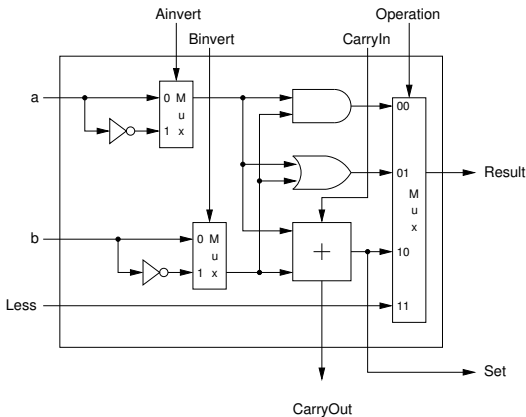 Ainvert
Operation
Binvert
CarryIn
a
0 M
u
1 x
00
01
Result
M
u
x
b
0 M
u
1 x
+
10
Less
11
Set
CarryOut